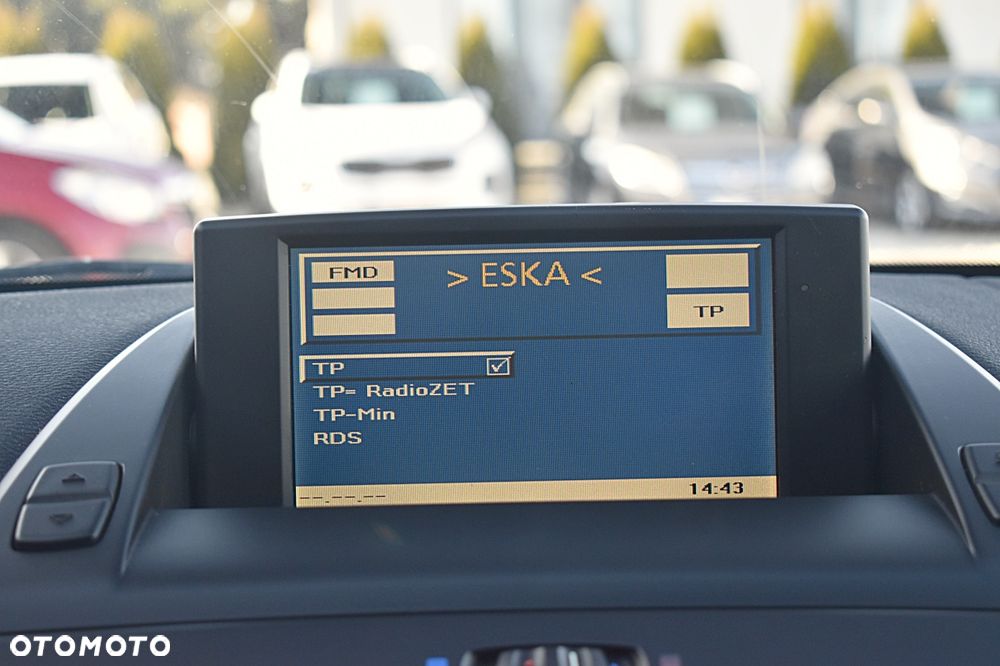 FMD
> ESKA <
TP
TP
TP= RadioZET
TP-Min
RDS
--.--.--
14:43
OTOMOTO